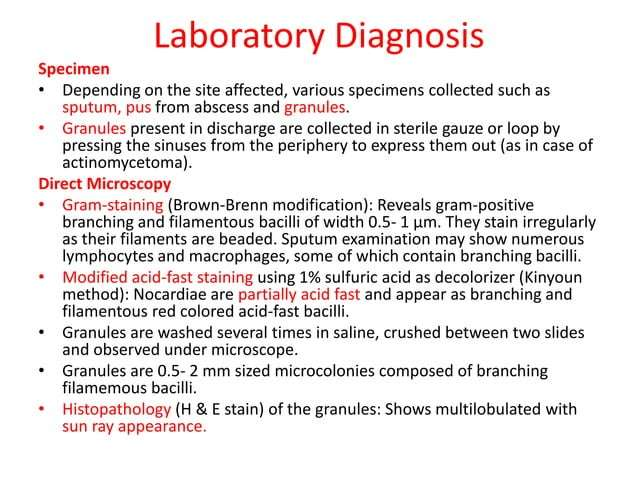 Laboratory Diagnosis
Specimen
• Depending on the site affected, various specimens collected such as
sputum, pus from abscess and granules.
• Granules present in discharge are collected in sterile gauze or loop by
pressing the sinuses from the periphery to express them out (as in case of
actinomycetoma).
Direct Microscopy
• Gram-staining (Brown-Brenn modification): Reveals gram-positive
branching and filamentous bacilli of width 0.5- 1 µm. They stain irregularly
as their filaments are beaded. Sputum examination may show numerous
lymphocytes and macrophages, some of which contain branching bacilli.
• Modified acid-fast staining using 1% sulfuric acid as decolorizer (Kinyoun
method): Nocardiae are partially acid fast and appear as branching and
filamentous red colored acid-fast bacilli.
• Granules are washed several times in saline, crushed between two slides
and observed under microscope.
• Granules are 0.5- 2 mm sized microcolonies composed of branching
filamemous bacilli.
• Histopathology (H & E stain) of the granules: Shows multilobulated with
sun ray appearance.